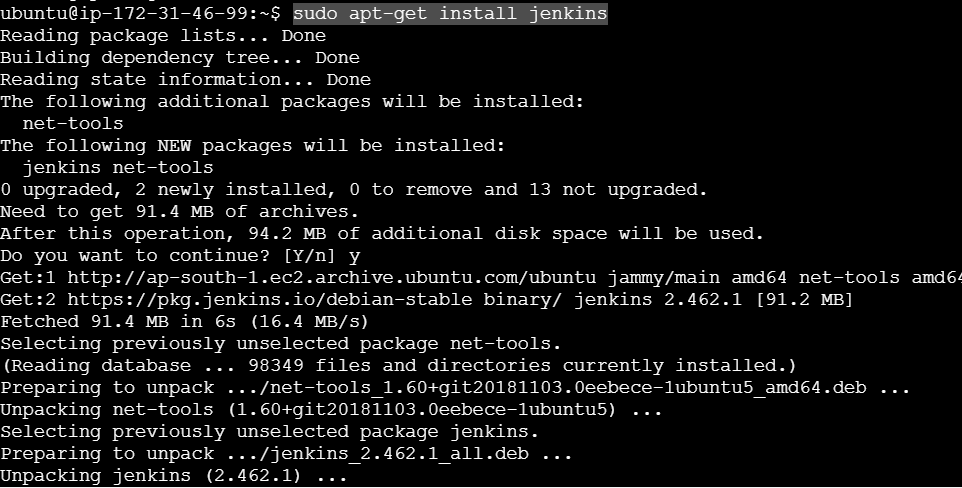 ubuntu@ip-172-31-46-99:~$ sudo apt-get install jenkins
Reading package lists... Done
Building dependency tree... Done
Reading state information... Done
The following additional packages will be installed:
  net-tools
The following NEW packages will be installed:
  jenkins net-tools
0 upgraded, 2 newly installed, 0 to remove and 13 not upgraded.
Need to get 91.4 MB of archives.
After this operation, 94.2 MB of additional disk space will be used.
Do you want to continue? [Y/n] y
Get:1 http://ap-south-1.ec2.archive.ubuntu.com/ubuntu jammy/main amd64 net-tools amd64
Get:2 https://pkg.jenkins.io/debian-stable binary/ jenkins 2.462.1 [91.2 MB]
Fetched 91.4 MB in 6s (16.4 MB/s)
Selecting previously unselected package net-tools.
(Reading database ... 98349 files and directories currently installed.)
Preparing to unpack .../net-tools_1.60+git20181103.0eebece-1ubuntu5_amd64.deb ...
Unpacking net-tools (1.60+git20181103.0eebece-1ubuntu5) ...
Selecting previously unselected package jenkins.
Preparing to unpack .../jenkins_2.462.1_all.deb ...
Unpacking jenkins (2.462.1) ...